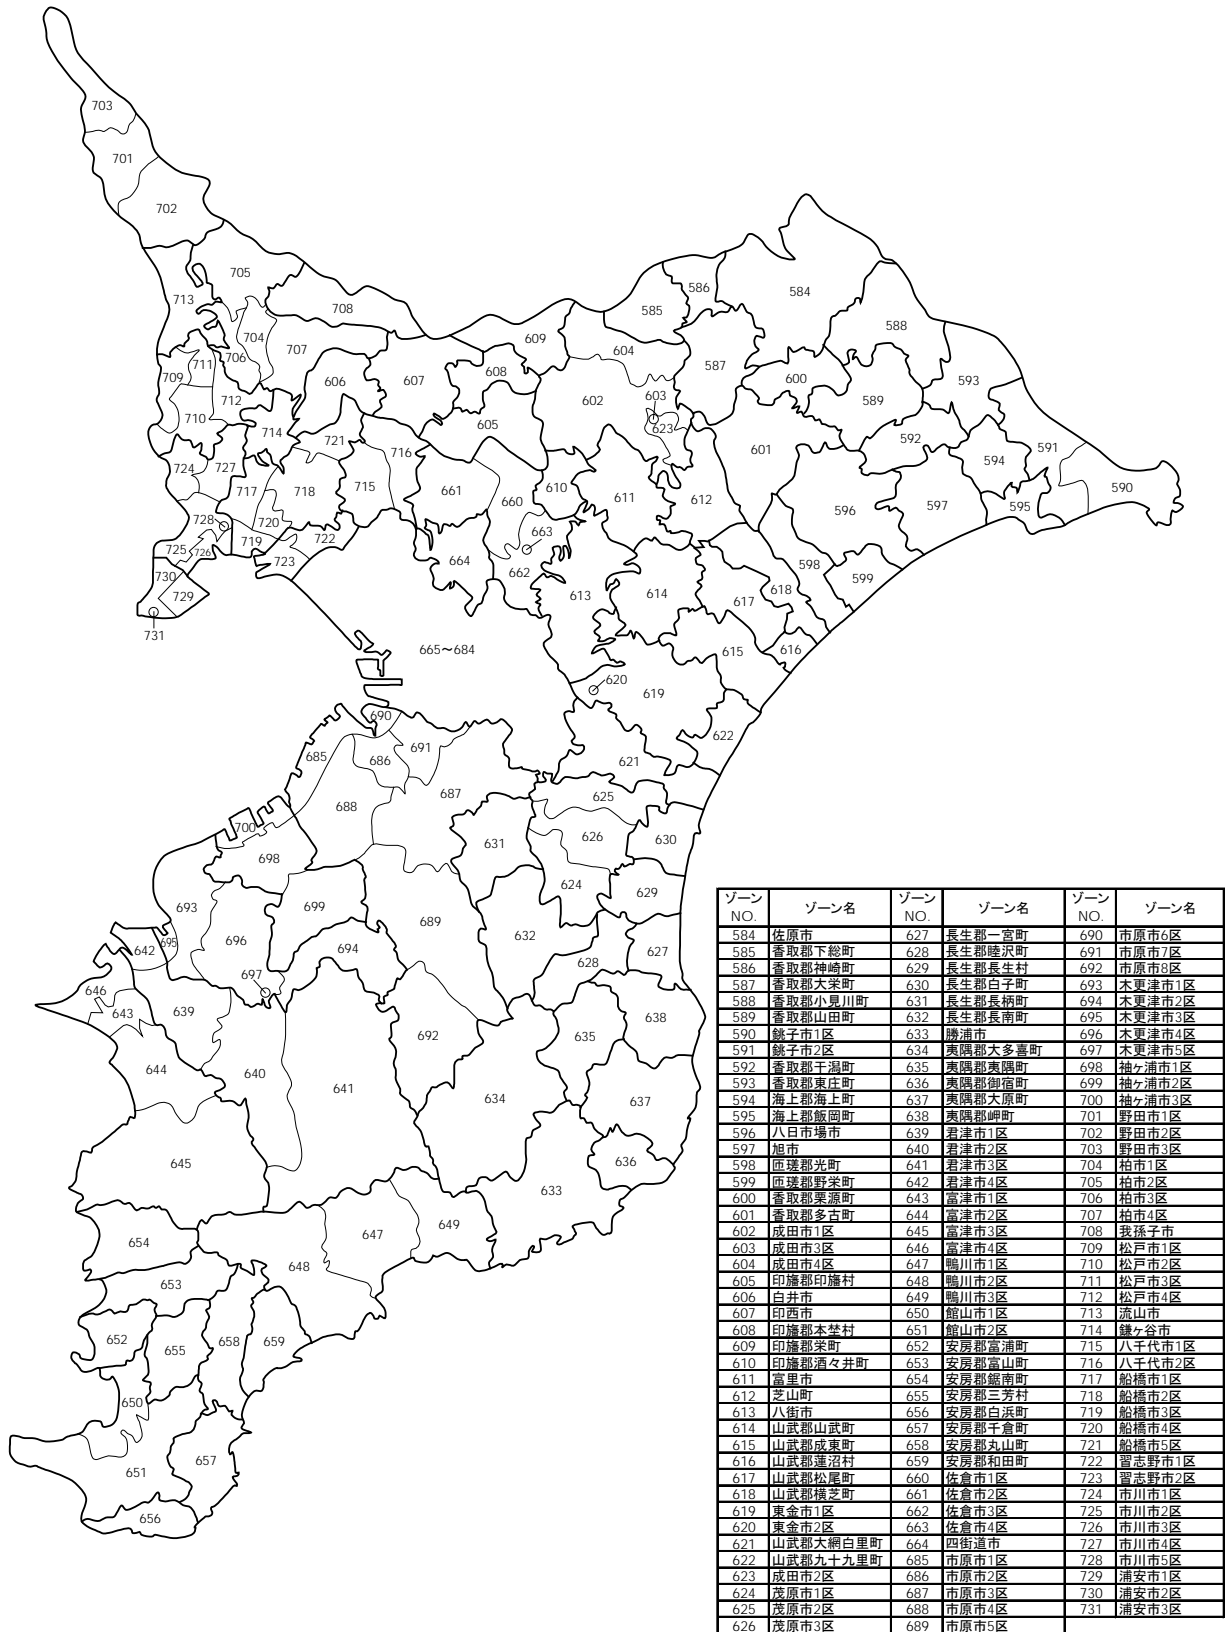 703
701
702
705
713
708
704
707
706
711
709
712
710
606
607
609
608
604
585
586
584
587
588
600
603
602
623
593
589
605
714
721
716
601
592
591
594
590
724
727
717
718
715
661
660
610
611
612
596
597
595
728
720
719
722
663
725
726
723
664
662
730
729
613
614
617
618
598
599
731
665～684
615
616
620
619
690
622
685
691
686
621
688
687
625
700
626
630
698
631
624
629
693
699
689
642
695
696
694
632
628
627
697
646
643
639
638
692
635
644
640
641
634
637
645
636
633
654
647
649
648
653
652
655
658
659
650
651
657
656
ゾーン NO. ゾーン名 ゾーン NO. ゾーン名 ゾーン NO. ゾーン名
584 佐原市 627 長生郡一宮町 690 市原市6区
585 香取郡下総町 628 長生郡睦沢町 691 市原市7区
586 香取郡神崎町 629 長生郡長生村 692 市原市8区
587 香取郡大栄町 630 長生郡白子町 693 木更津市1区
588 香取郡小見川町 631 長生郡長柄町 694 木更津市2区
589 香取郡山田町 632 長生郡長南町 695 木更津市3区
590 銚子市1区 633 勝浦市 696 木更津市4区
591 銚子市2区 634 夷隅郡大多喜町 697 木更津市5区
592 香取郡干潟町 635 夷隅郡夷隅町 698 袖ヶ浦市1区
593 香取郡東庄町 636 夷隅郡御宿町 699 袖ヶ浦市2区
594 海上郡海上町 637 夷隅郡大原町 700 袖ヶ浦市3区
595 海上郡飯岡町 638 夷隅郡岬町 701 野田市1区
596 八日市場市 639 君津市1区 702 野田市2区
597 旭市 640 君津市2区 703 野田市3区
598 匝瑳郡光町 641 君津市3区 704 柏市1区
599 匝瑳郡野栄町 642 君津市4区 705 柏市2区
600 香取郡栗源町 643 富津市1区 706 柏市3区
601 香取郡多古町 644 富津市2区 707 柏市4区
602 成田市1区 645 富津市3区 708 我孫子市
603 成田市3区 646 富津市4区 709 松戸市1区
604 成田市4区 647 鴨川市1区 710 松戸市2区
605 印旛郡印旛村 648 鴨川市2区 711 松戸市3区
606 白井市 649 鴨川市3区 712 松戸市4区
607 印西市 650 館山市1区 713 流山市
608 印旛郡本埜村 651 館山市2区 714 鎌ヶ谷市
609 印旛郡栄町 652 安房郡富浦町 715 八千代市1区
610 印旛郡酒々井町 653 安房郡富山町 716 八千代市2区
611 富里市 654 安房郡鋸南町 717 船橋市1区
612 芝山町 655 安房郡三芳村 718 船橋市2区
613 八街市 656 安房郡白浜町 719 船橋市3区
614 山武郡山武町 657 安房郡千倉町 720 船橋市4区
615 山武郡成東町 658 安房郡丸山町 721 船橋市5区
616 山武郡蓮沼村 659 安房郡和田町 722 習志野市1区
617 山武郡松尾町 660 佐倉市1区 723 習志野市2区
618 山武郡横芝町 661 佐倉市2区 724 市川市1区
619 東金市1区 662 佐倉市3区 725 市川市2区
620 東金市2区 663 佐倉市4区 726 市川市3区
621 山武郡大網白里町 664 四街道市 727 市川市4区
622 山武郡九十九里町 685 市原市1区 728 市川市5区
623 成田市2区 686 市原市2区 729 浦安市1区
624 茂原市1区 687 市原市3区 730 浦安市2区
625 茂原市2区 688 市原市4区 731 浦安市3区
626 茂原市3区 689 市原市5区